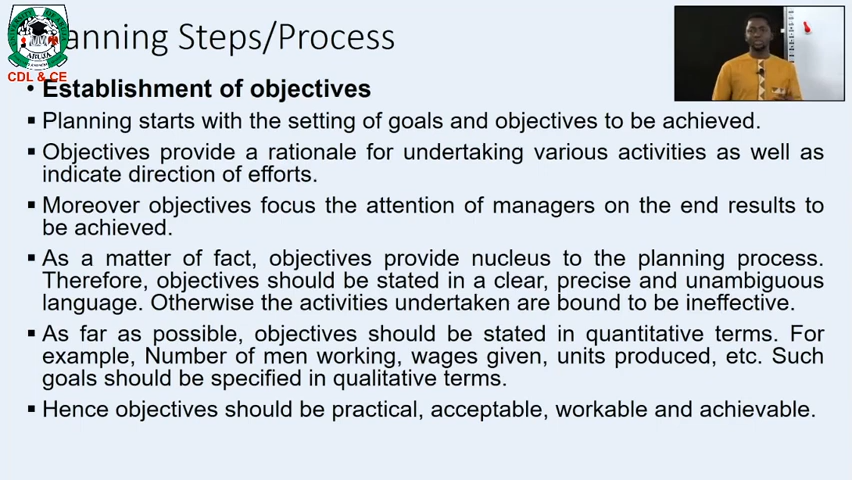 anning Steps/Process
ABUJA
CDL & CE
• Establishment of objectives
▪ Planning starts with the setting of goals and objectives to be achieved.
▪ Objectives provide a rationale for undertaking various activities as well as
indicate direction of efforts.
▪ Moreover objectives focus the attention of managers on the end results to
be achieved.
▪ As a matter of fact, objectives provide nucleus to the planning process.
Therefore, objectives should be stated in a clear, precise and unambiguous
language. Otherwise the activities undertaken are bound to be ineffective.
▪ As far as possible, objectives should be stated in quantitative terms. For
example, Number of men working, wages given, units produced, etc. Such
goals should be specified in qualitative terms.
▪ Hence objectives should be practical, acceptable, workable and achievable.